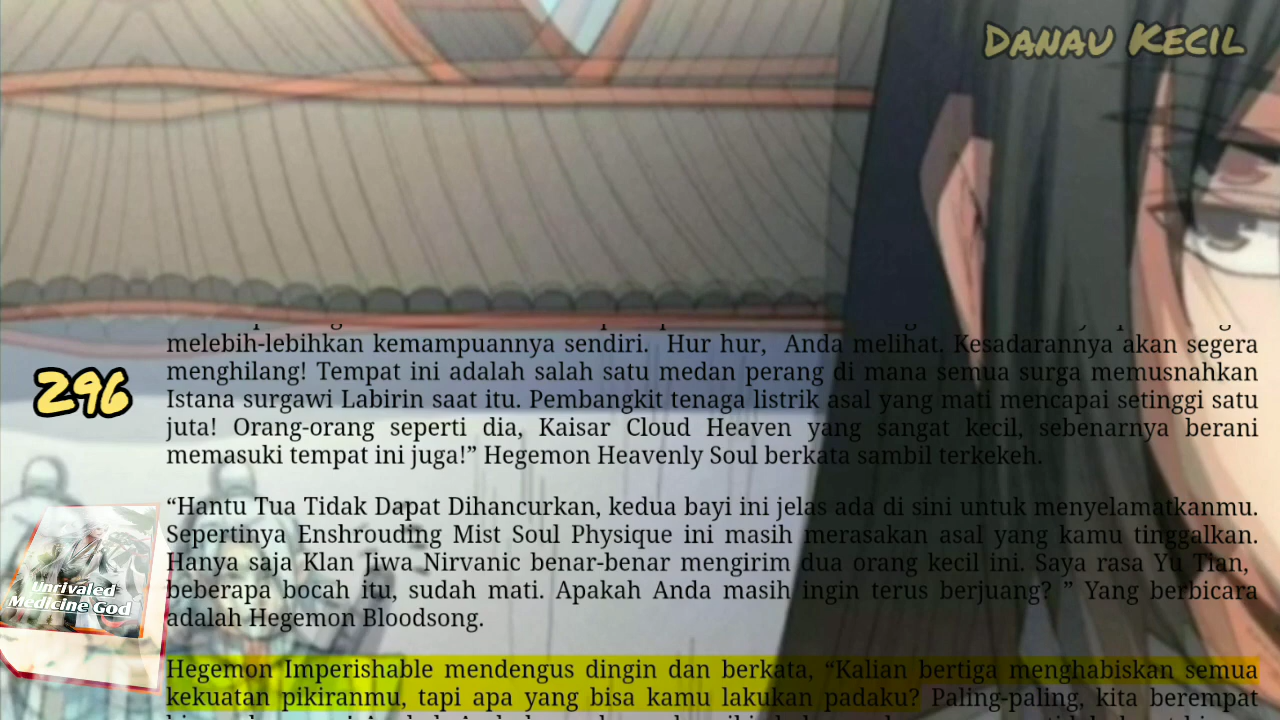 Danau Kecil
melebih-lebihkan kemampuannya sendiri. Hur hur, Anda melihat. Kesadarannya akan segera
menghilang! Tempat ini adalah salah satu medan perang di mana semua surga memusnahkan
Istana surgawi Labirin saat itu. Pembangkit tenaga listrik asal yang mati mencapai setinggi satu
juta! Orang-orang seperti dia, Kaisar Cloud Heaven yang sangat kecil, sebenarnya berani
memasuki tempat ini juga!” Hegemon Heavenly Soul berkata sambil terkekeh.
296
“Hantu Tua Tidak Dapat Dihancurkan, kedua bayi ini jelas ada di sini untuk menyelamatkanmu.
Sepertinya Enshrouding Mist Soul Physique ini masih merasakan asal yang kamu tinggalkan.
Hanya saja Klan Jiwa Nirvanic benar-benar mengirim dua orang kecil ini. Saya rasa Yu Tian,
beberapa bocah itu, sudah mati. Apakah Anda masih ingin terus berjuang? ” Yang berbicara
adalah Hegemon Bloodsong.
Unrivaled
Medicine God
Hegemon Imperishable mendengus dingin dan berkata, “Kalian bertiga menghabiskan semua
kekuatan pikiranmu, tapi apa yang bisa kamu lakukan padaku? Paling-paling, kita berempat